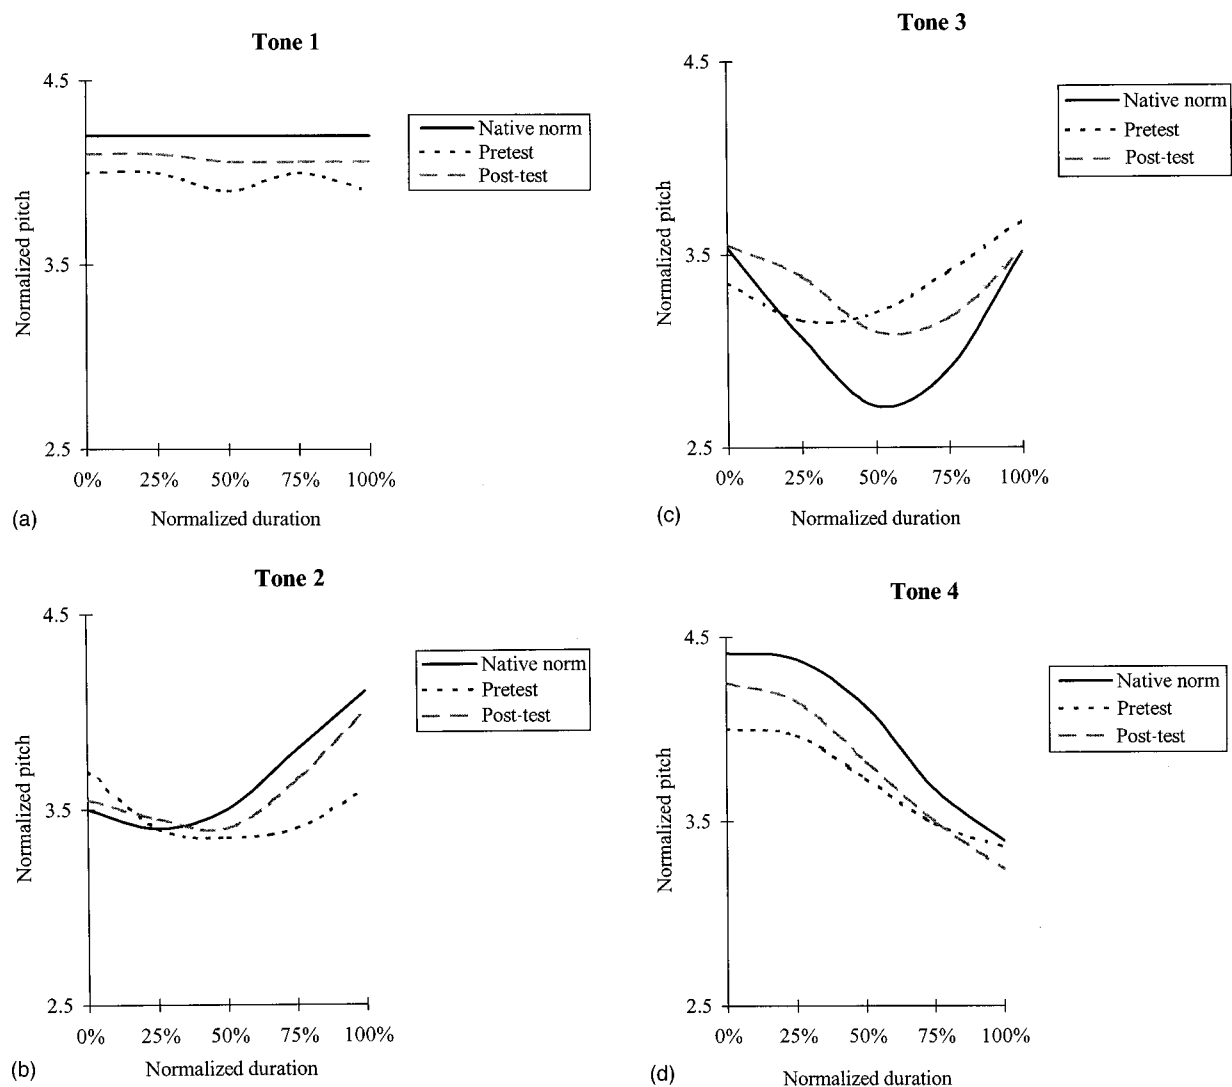 Tone 1
4.5
3.5
2.5
Normalized pitch
0% 25% 50% 75% 100%
Normalized duration
Native norm
Pretest
Post-test
(a)
Tone 2
4.5
3.5
2.5
Normalized pitch
0% 25% 50% 75% 100%
Normalized duration
Native norm
Pretest
Post-test
(b)
Tone 3
4.5
3.5
2.5
Normalized pitch
0% 25% 50% 75% 100%
Normalized duration
Native norm
Pretest
Post-test
(c)
Tone 4
4.5
3.5
2.5
Normalized pitch
0% 25% 50% 75% 100%
Normalized duration
Native norm
Pretest
Post-test
(d)